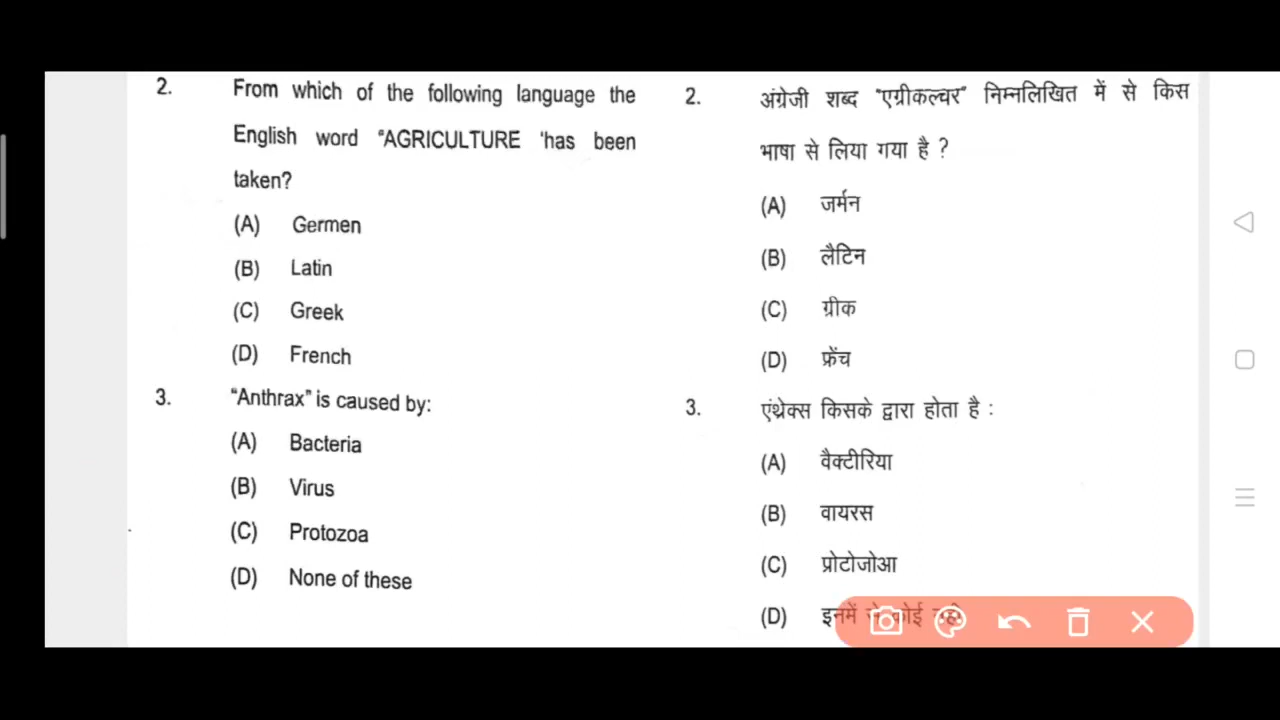 2. From which of the following language the
English word "AGRICULTURE 'has been
taken?
(A) Germen
(B) Latin
(C) Greek
(D) French
3. "Anthrax" is caused by:
(A) Bacteria
(B) Virus
(C) Protozoa
(D) None of these
2. अंग्रेजी शब्द "एग्रीकल्चर" निम्नलिखित में से किस
भाषा से लिया गया है ?
(A) जर्मन
(B) लैटिन
(C) ग्रीक
(D) फ्रेंच
3. एंथ्रेक्स किसके द्वारा होता है :
(A) वैक्टीरिया
(B) वायरस
(C) प्रोटोजोआ
(D) इनमें से कोई नही